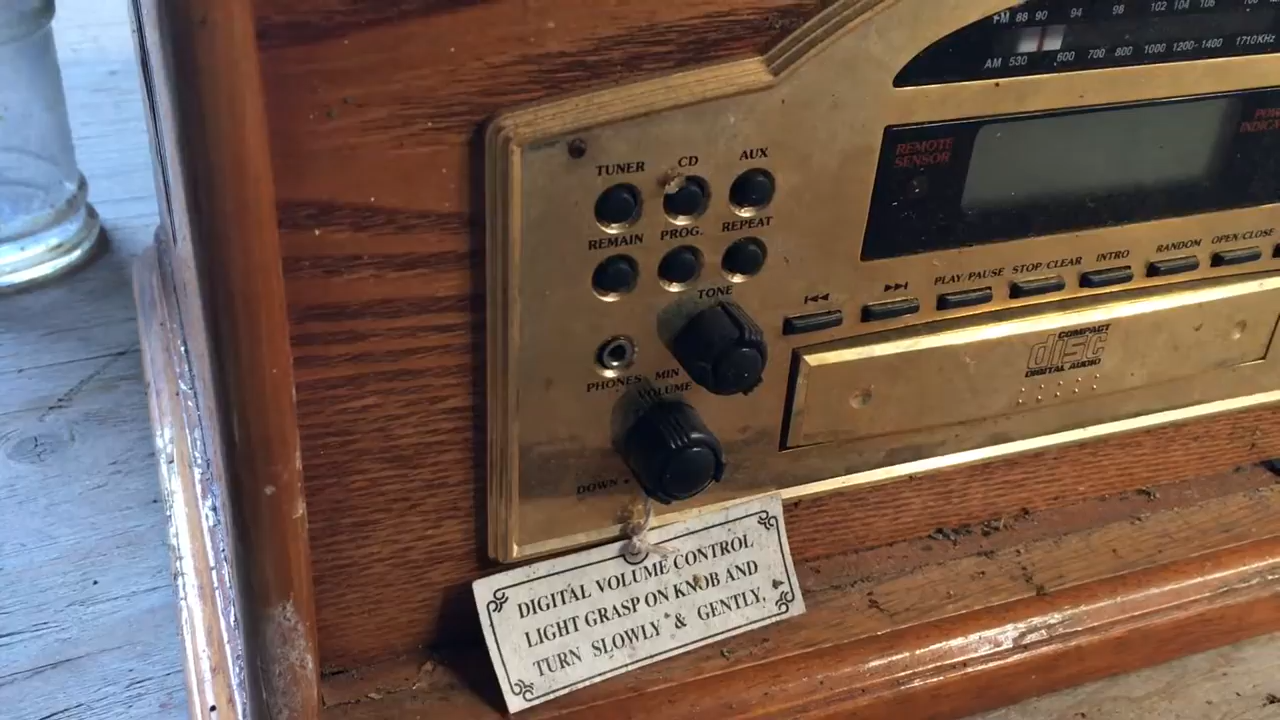 FM 88 90 94 98 102 104 106
AM 530 600 700 800 1000 1200 1400 1710KHz
REMOTE
SENSOR
TUNER CD AUX
REMAIN PROG. REPEAT
TONE
PHONES MIN
VOLUME
DOWN
PLAY/PAUSE STOP/CLEAR INTRO RANDOM OPEN/CLOSE
COMPACT
disc
DIGITAL AUDIO
DIGITAL VOLUME CONTROL
LIGHT GRASP ON KNOB AND
TURN SLOWLY & GENTLY.